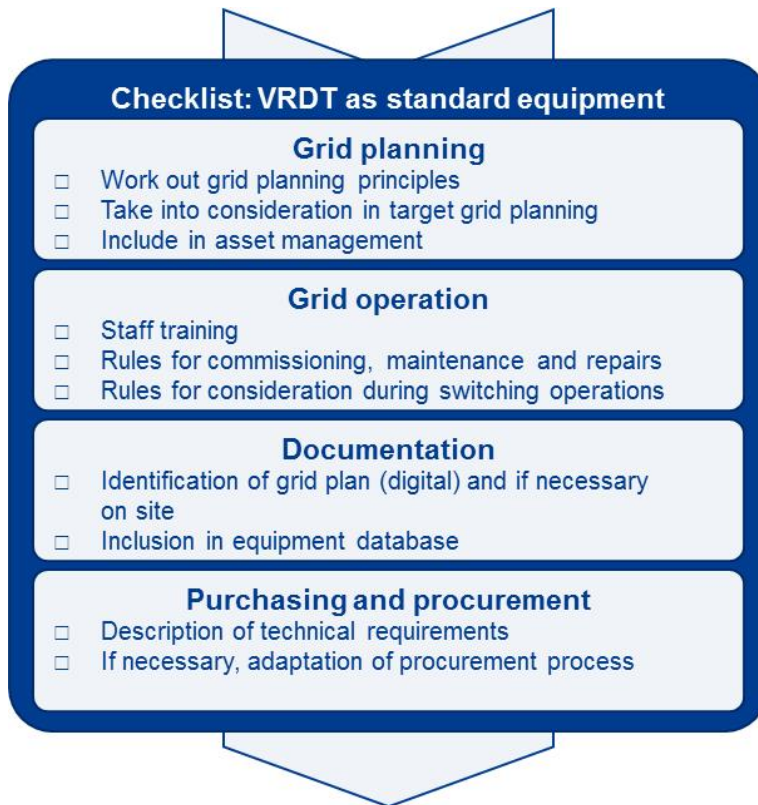 Checklist: VRDT as standard equipment
Grid planning
□ Work out grid planning principles
□ Take into consideration in target grid planning
□ Include in asset management
Grid operation
□ Staff training
□ Rules for commissioning, maintenance and repairs
□ Rules for consideration during switching operations
Documentation
□ Identification of grid plan (digital) and if necessary
on site
□ Inclusion in equipment database
Purchasing and procurement
□ Description of technical requirements
□ If necessary, adaptation of procurement process